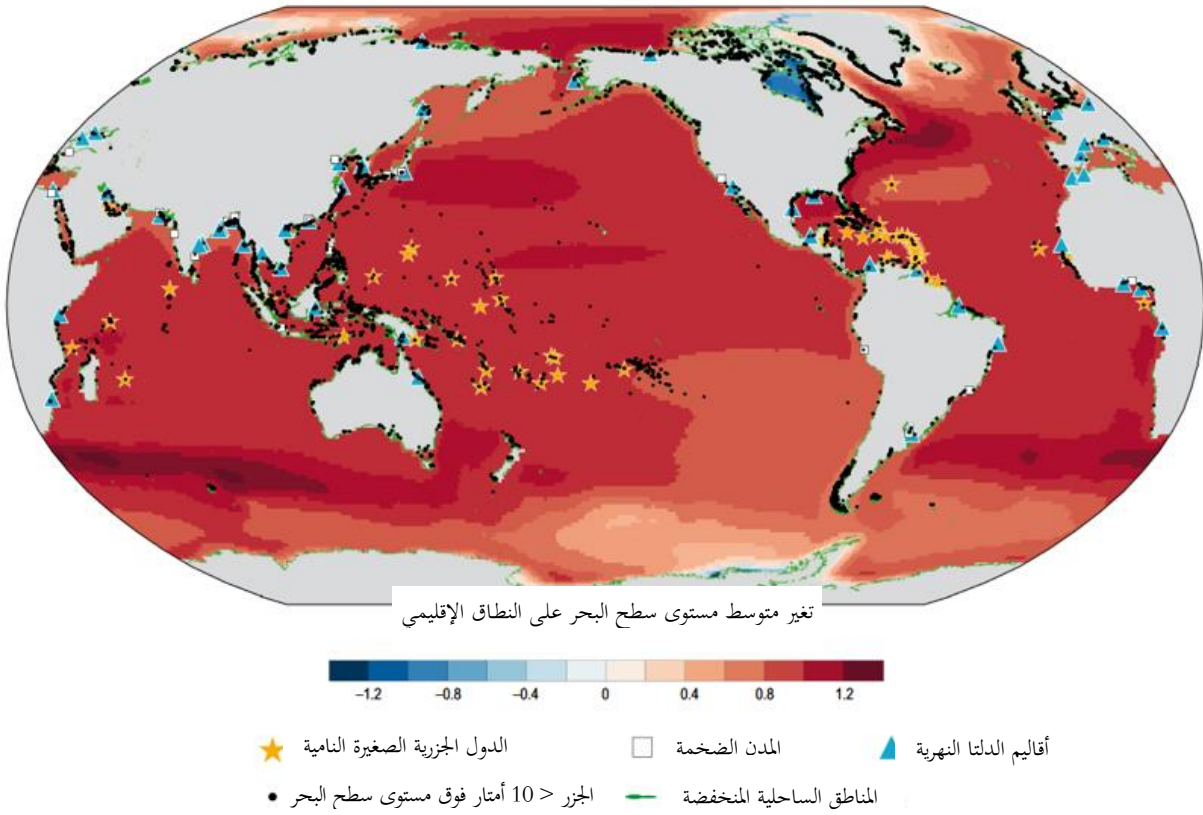 تغير متوسط مستوى سطح البحر على النطاق الإقليمي
−1.2 −0.8 −0.4 0 0.4 0.8 1.2
أقاليم الدلتا النهرية
المدن الضخمة
الدول الجزرية الصغيرة النامية
المناطق الساحلية المنخفضة
الجزر < 10 أمتار فوق مستوى سطح البحر